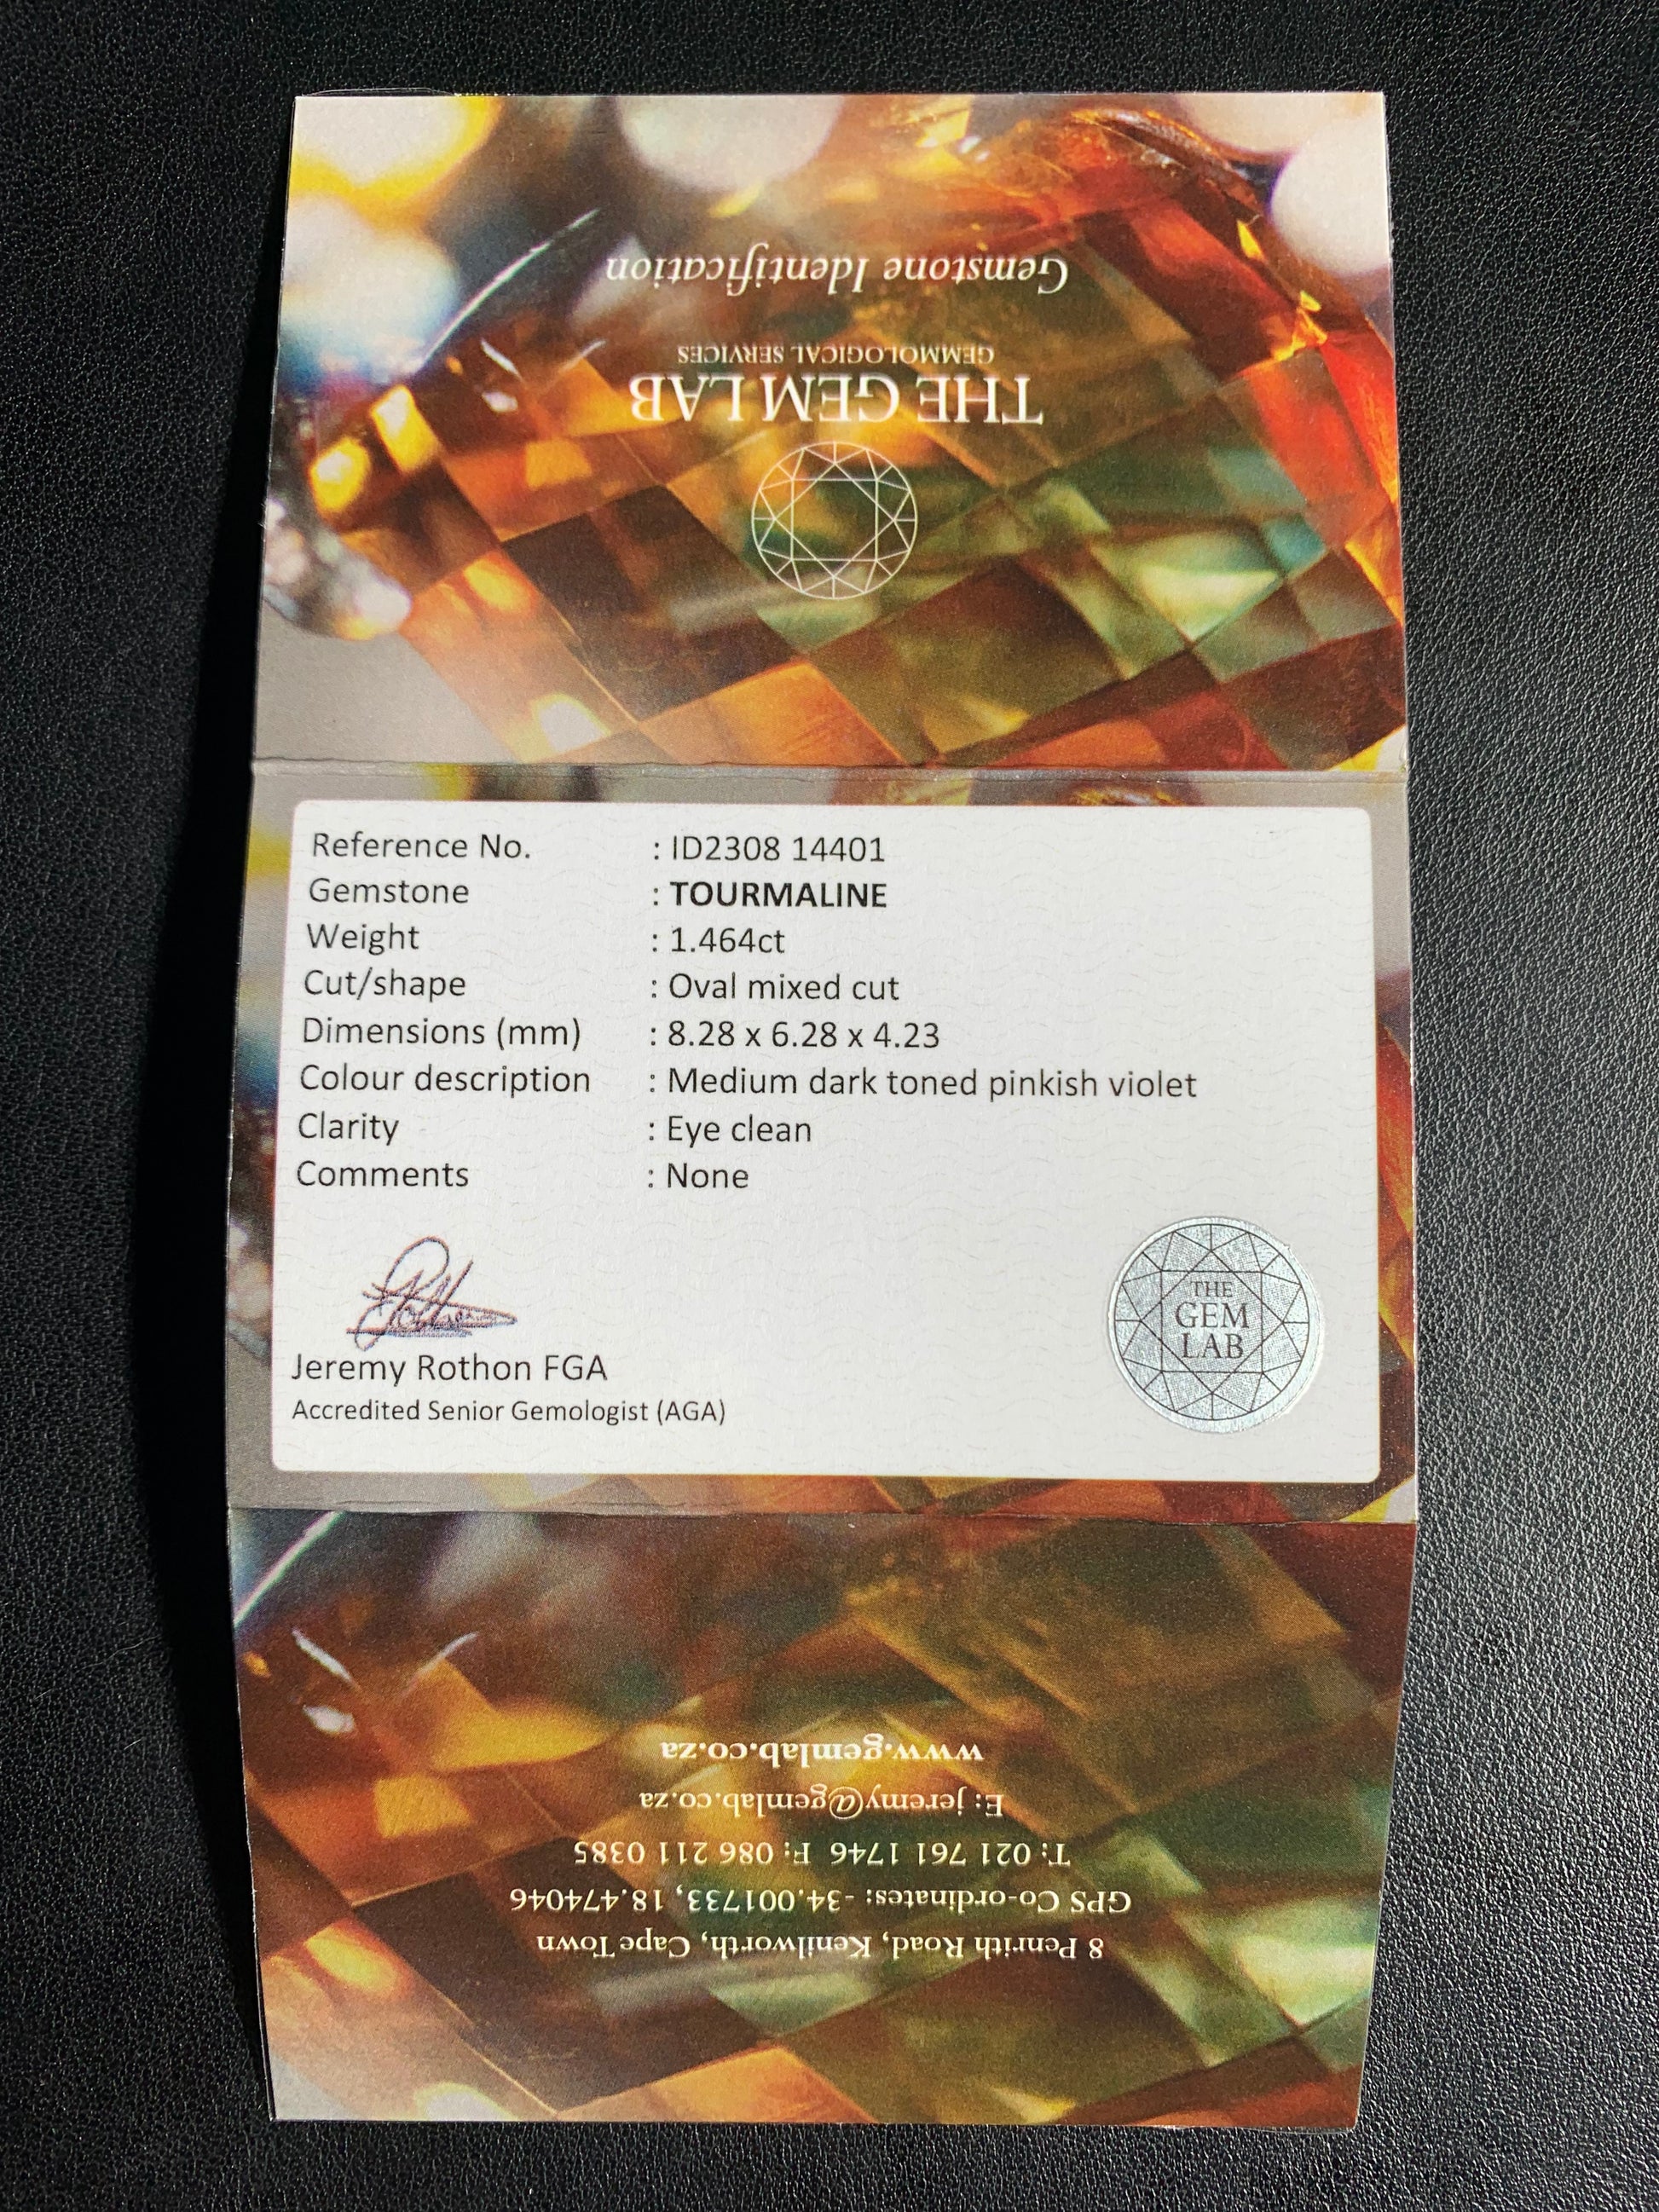 Gemstone Identification
GEMMOLOGICAL SERVICES
THE GEM LAB
Reference No. : ID2308 14401
Gemstone : TOURMALINE
Weight : 1.464ct
Cut/shape : Oval mixed cut
Dimensions (mm) : 8.28 x 6.28 x 4.23
Colour description : Medium dark toned pinkish violet
Clarity : Eye clean
Comments : None
Jeremy Rothon FGA
Accredited Senior Gemologist (AGA)
THE
GEM
LAB
8 Penrith Road, Kenilworth, Cape Town
GPS Co-ordinates: -34.001733, 18.474046
T: 021 761 1746 F: 086 211 0385
E: jeremy@gemlab.co.za
www.gemlab.co.za